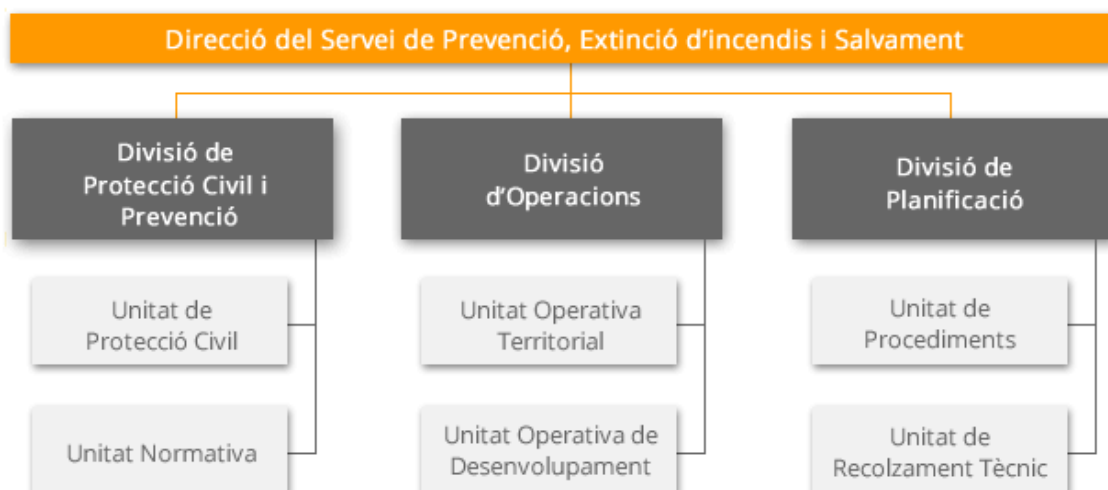 Direcció del Servei de Prevenció, Extinció d'incendis i Salvament
Divisió de
Protecció Civil i
Prevenció
Divisió
d'Operacions
Divisió de
Planificació
Unitat de
Protecció Civil
Unitat Operativa
Territorial
Unitat de
Procediments
Unitat Normativa
Unitat Operativa de
Desenvolupament
Unitat de
Recolzament Tècnic